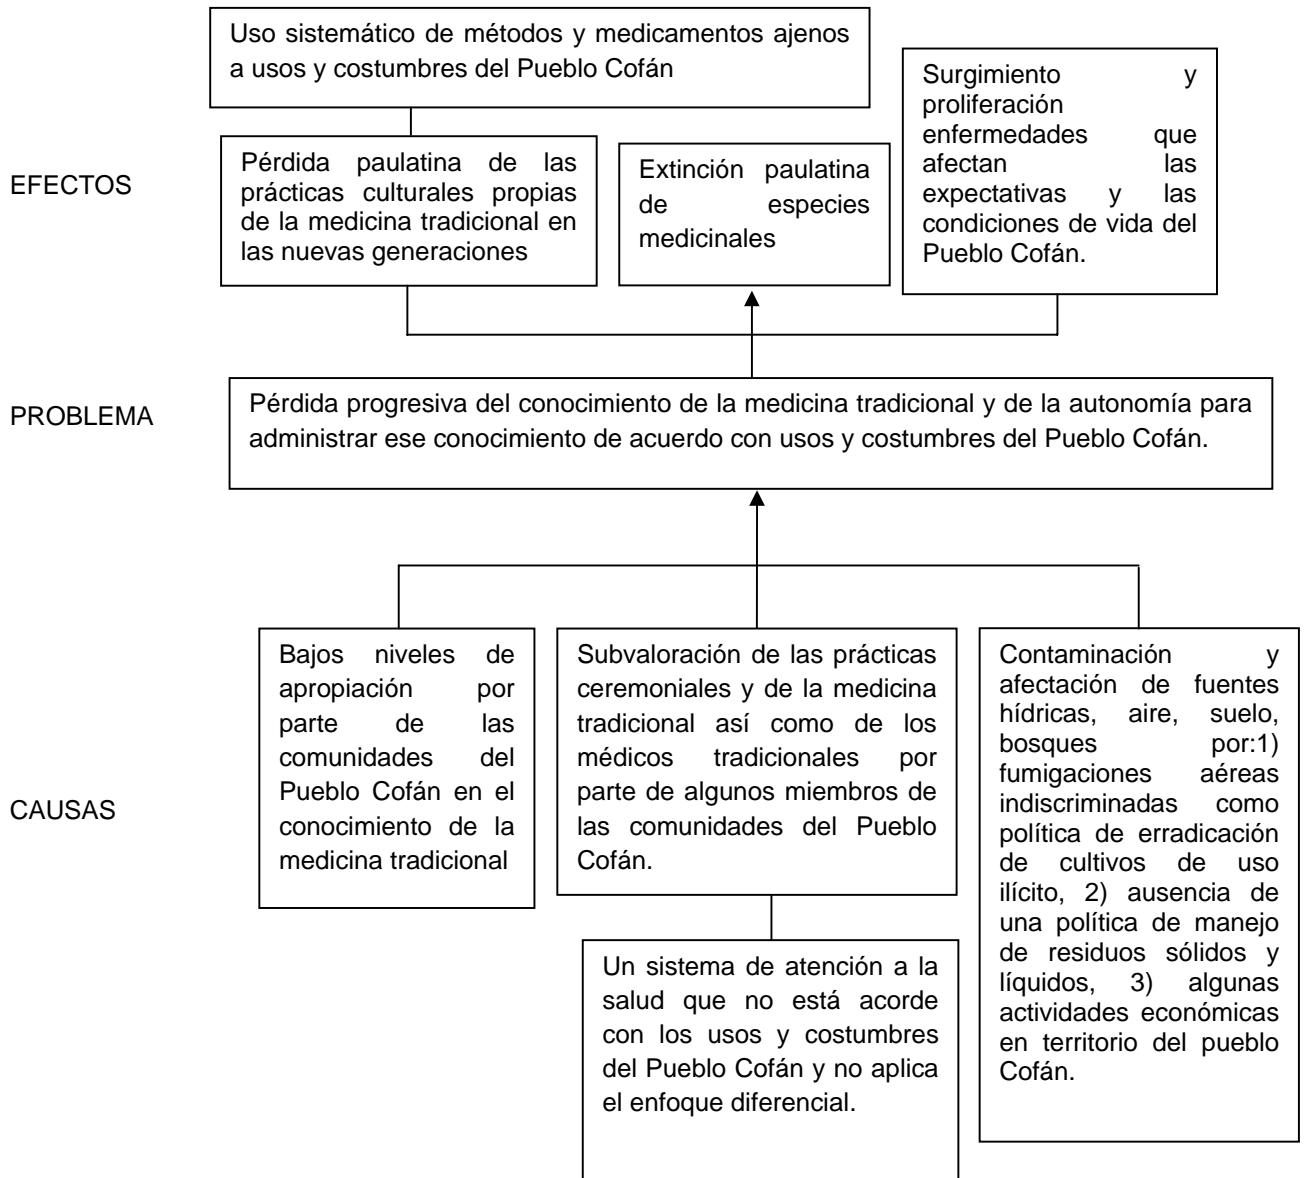 Uso sistemático de métodos y medicamentos ajenos
a usos y costumbres del Pueblo Cofán
Surgimiento y
proliferación
enfermedades que
afectan las
expectativas y las
condiciones de vida del
Pueblo Cofán.
EFECTOS
Pérdida paulatina de las
prácticas culturales propias
de la medicina tradicional en
las nuevas generaciones
Extinción paulatina
de especies
medicinales
PROBLEMA
Pérdida progresiva del conocimiento de la medicina tradicional y de la autonomía para
administrar ese conocimiento de acuerdo con usos y costumbres del Pueblo Cofán.
CAUSAS
Bajos niveles de
apropiación por
parte de las
comunidades del
Pueblo Cofán en el
conocimiento de la
medicina tradicional
Subvaloración de las prácticas
ceremoniales y de la medicina
tradicional así como de los
médicos tradicionales por
parte de algunos miembros de
las comunidades del Pueblo
Cofán.
Un sistema de atención a la
salud que no está acorde
con los usos y costumbres
del Pueblo Cofán y no aplica
el enfoque diferencial.
Contaminación y
afectación de fuentes
hídricas, aire, suelo,
bosques por:1)
fumigaciones aéreas
indiscriminadas como
política de erradicación
de cultivos de uso
ilícito, 2) ausencia de
una política de manejo
de residuos sólidos y
líquidos, 3) algunas
actividades económicas
en territorio del pueblo
Cofán.